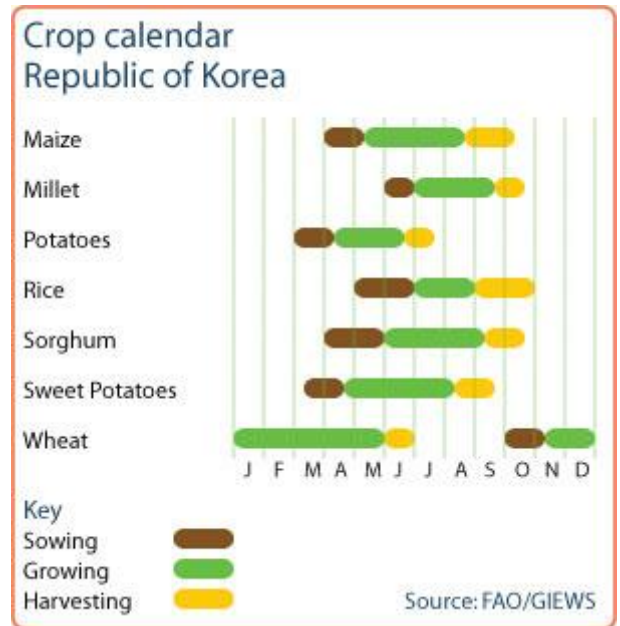 Crop calendar
Republic of Korea
Maize
Millet
Potatoes
Rice
Sorghum
Sweet Potatoes
Wheat
J F M A M J J A S O N D
Key
Sowing
Growing
Harvesting
Source: FAO/GIEWS